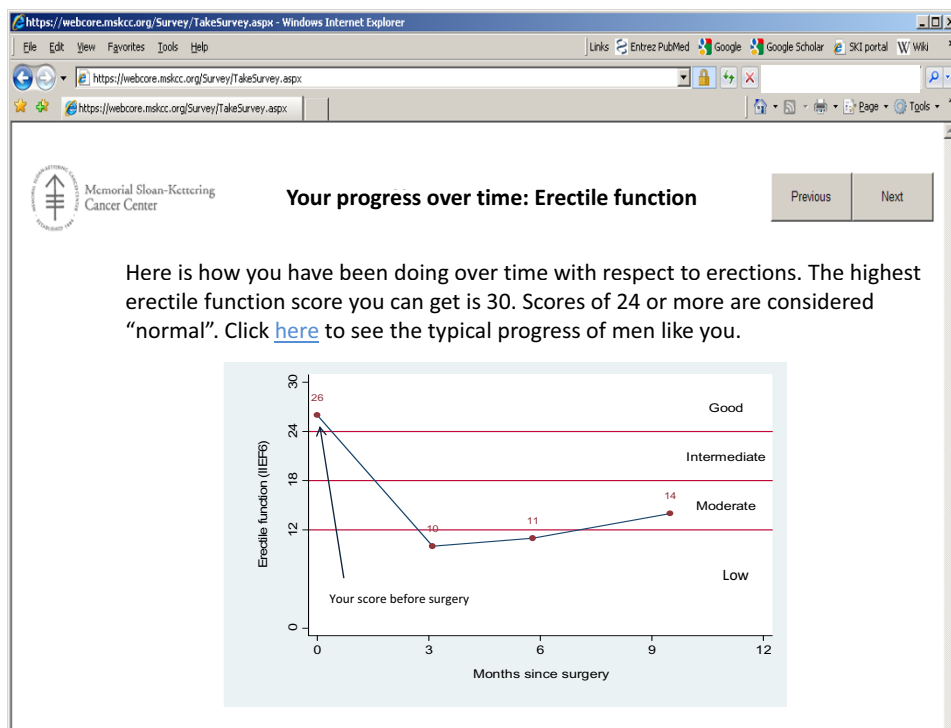 https://webcore.mskcc.org/Survey/TakeSurvey.aspx - Windows Internet Explorer
File Edit View Favorites Tools Help
Links Entrez PubMed Google Google Scholar SKI portal W Wiki
https://webcore.mskcc.org/Survey/TakeSurvey.aspx
https://webcore.mskcc.org/Survey/TakeSurvey.aspx
Page Tools
Memorial Sloan-Kettering
Cancer Center
Your progress over time: Erectile function
Previous
Next
Here is how you have been doing over time with respect to erections. The highest
erectile function score you can get is 30. Scores of 24 or more are considered
“normal”. Click here to see the typical progress of men like you.
Erectile function (IIEF6)
30
24
18
12
0
26
10
11
14
Good
Intermediate
Moderate
Low
Your score before surgery
0 3 6 9 12
Months since surgery